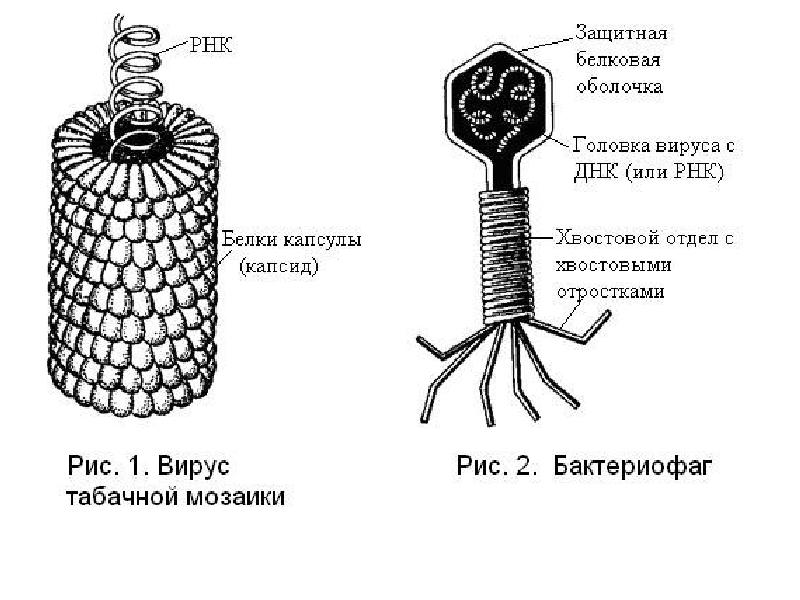 РНК
Белки капсулы
(капсид)
Рис. 1. Вирус
табачной мозаики
Защитная
белковая
оболочка
Головка вируса с
ДНК (или РНК)
Хвостовой отдел с
хвостовыми
отростками
Рис. 2. Бактериофаг